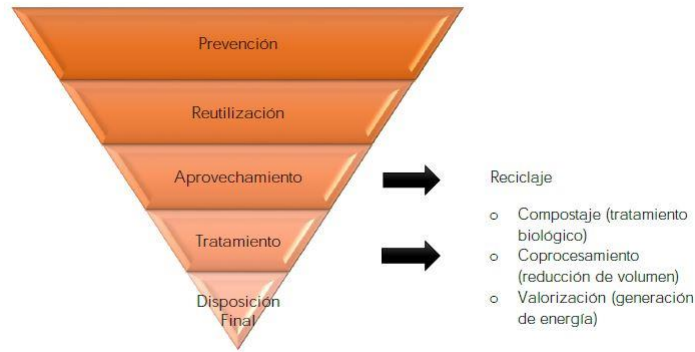 Prevención
Reutilización
Aprovechamiento
Reciclaje
Tratamiento
o Compostaje (tratamiento
biológico)
o Coprocesamiento
(reducción de volumen)
o Valorización (generación
de energía)
Disposición
Final